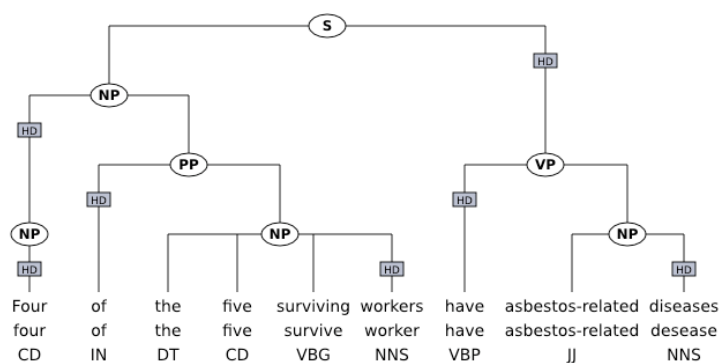 S
HD
NP
HD
PP
VP
HD
HD
NP
NP
NP
HD
HD
HD
Four of the five surviving workers have asbestos-related diseases
four of the five survive worker have asbestos-related desease
CD IN DT CD VBG NNS VBP JJ NNS